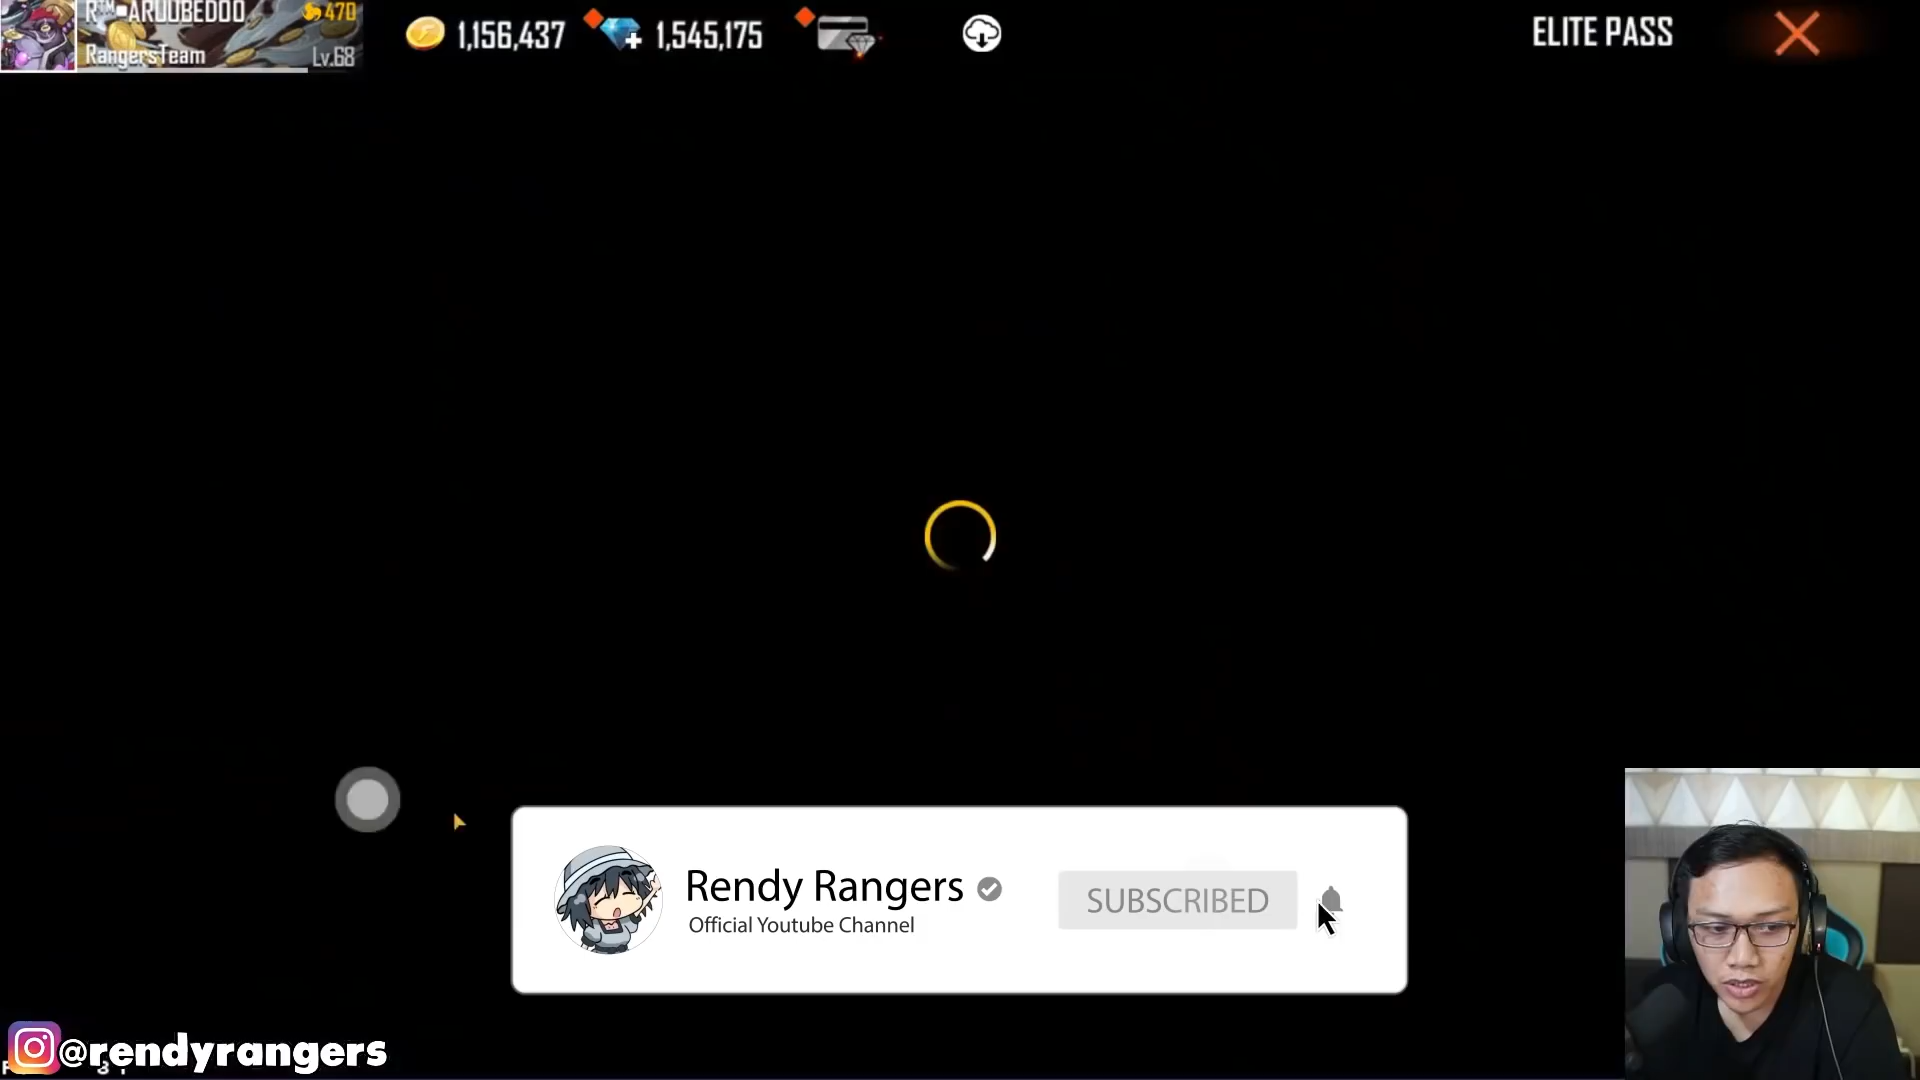 470
RangersTeam
Lv.68
1,156,437
1,545,175
ELITE PASS
Rendy Rangers
Official Youtube Channel
SUBSCRIBED
@rendyrangers